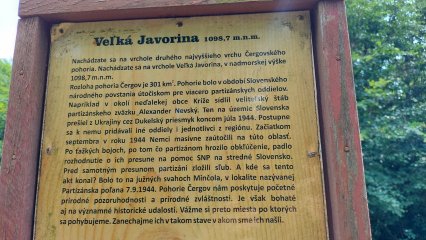 Veľká Javorina 1098,7 m.n.m.
Nachádzate sa na vrchole druhého najvyššieho vrchu Čergovského
pohoria. Nachádzate sa na vrchole Veľká Javorina, v nadmorskej výške
1098,7 m.n.m.
Rozloha pohoria Čergov je 301 km². Pohorie bolo v období Slovenského
národného povstania útočiskom pre viacero partizánskych oddielov.
Napríklad v okolí neďalekej obce Kríže sídlil veliteľský štáb
partizánskeho zväzku Alexander Nevský. Ten na územie Slovenska
prešiel z Ukrajiny cez Dukelský priesmyk koncom júla 1944. Postupne
sa k nemu pridávali iné oddiely i jednotlivci z regiónu. Začiatkom
septembra v roku 1944 Nemci masívne zaútočili na túto oblasť.
Po ťažkých bojoch, po tom čo partizánom hrozilo obkľúčenie, padlo
rozhodnutie o ich presune na pomoc SNP na stredné Slovensko.
Pred samotným presunom partizáni zložili sľub. A kde sa tento
akt konal? Bolo to na južných svahoch Minčola, v lokalite nazývanej
Partizánska poľana 7.9.1944. Pohorie Čergov nám poskytuje početné
prírodné pozoruhodnosti a prírodné zvláštnosti. Je však bohaté
aj na významné historické udalosti. Vážme si preto miesta po ktorých
sa pohybujeme. Zanechajme ich v takom stave v akom sme ich našli.